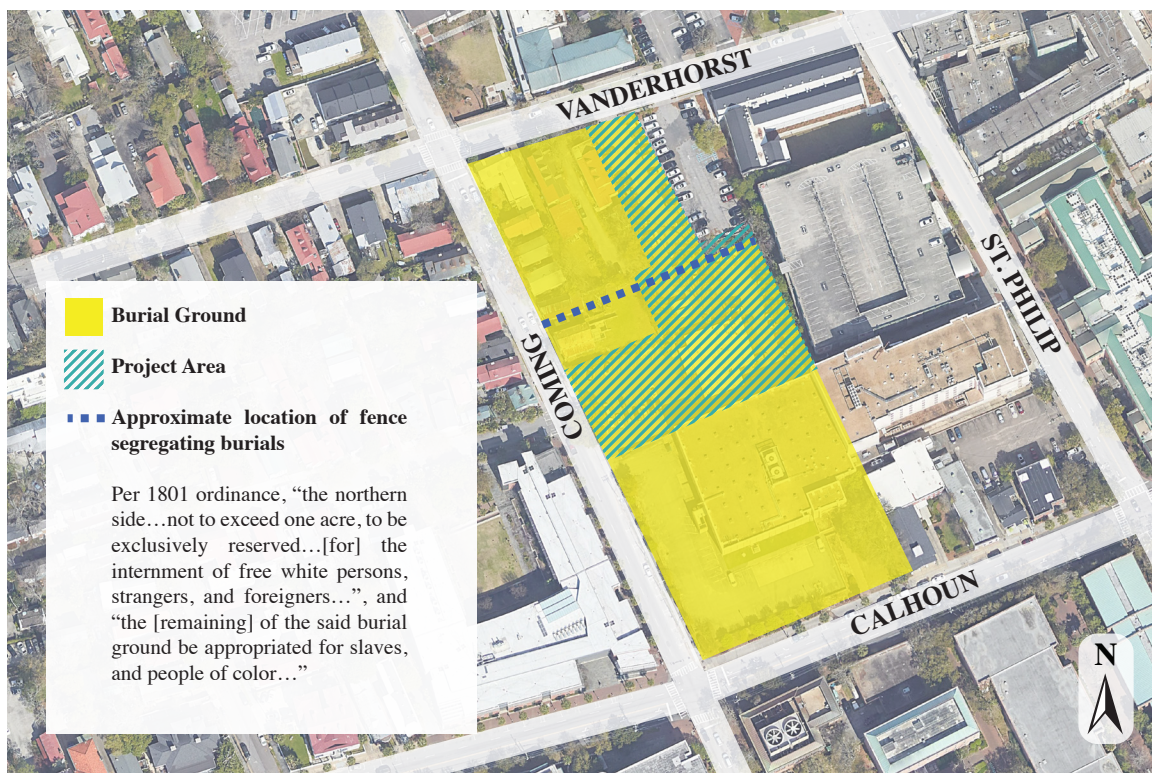 VANDERHORST
ST. PHILIP
COMING
CALHOUN
Burial Ground
Project Area
Approximate location of fence
segregating burials
Per 1801 ordinance, “the northern
side…not to exceed one acre, to be
exclusively reserved…[for] the
internment of free white persons,
strangers, and foreigners…”, and
“the [remaining] of the said burial
ground be appropriated for slaves,
and people of color…”
N